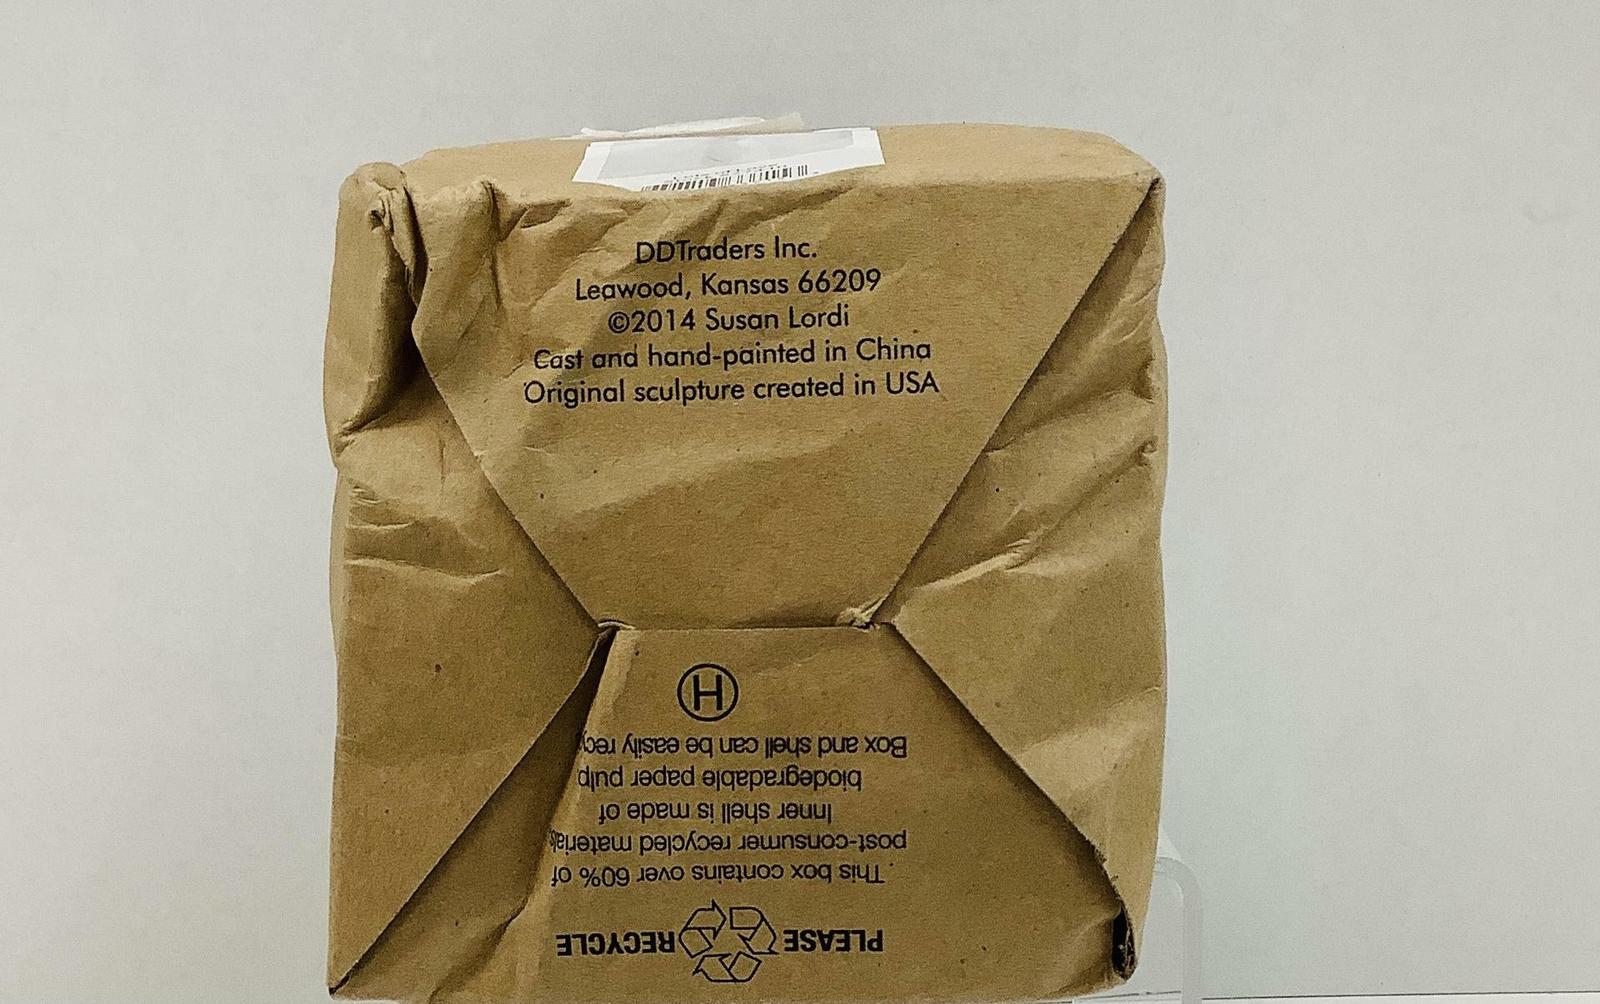 DDTraders Inc.
Leawood, Kansas 66209
©2014 Susan Lordi
Cast and hand-painted in China
Original sculpture created in USA
H
PLEASE RECYCLE
This box contains over 60% of
post-consumer recycled materials
Inner shell is made of
biodegradable paper pulp
Box and shell can be easily